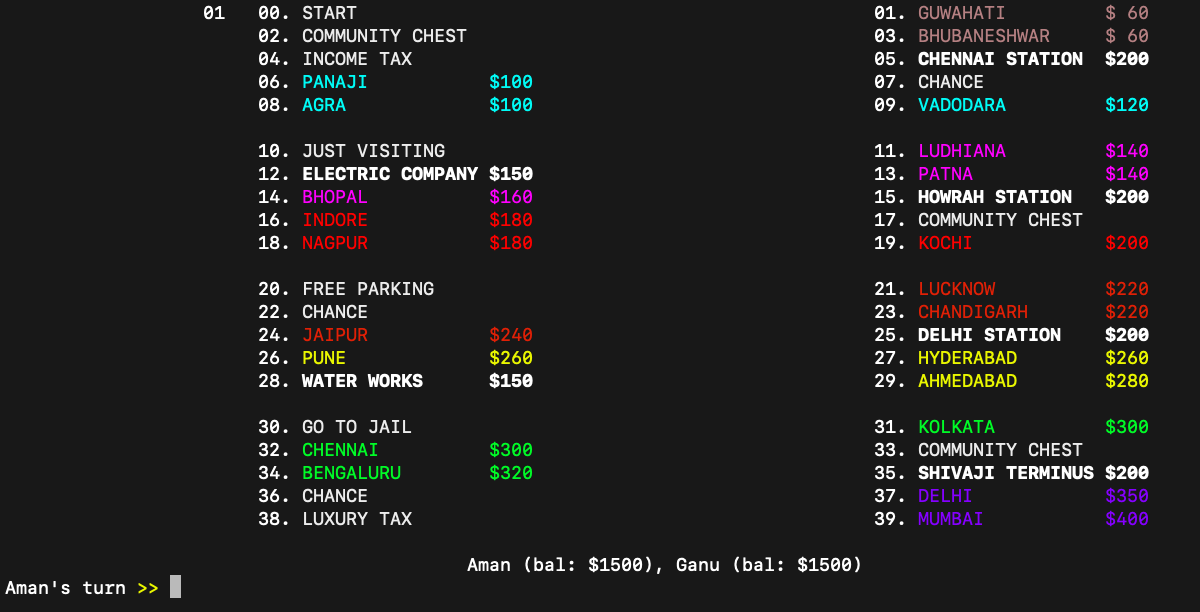 01 00. START 01. GUWAHATI $ 60
02. COMMUNITY CHEST 03. BHUBANESHWAR $ 60
04. INCOME TAX 05. CHENNAI STATION $200
06. PANAJI $100 07. CHANCE
08. AGRA $100 09. VADODARA $120
10. JUST VISITING 11. LUDHIANA $140
12. ELECTRIC COMPANY $150 13. PATNA $140
14. BHOPAL $160 15. HOWRAH STATION $200
16. INDORE $180 17. COMMUNITY CHEST
18. NAGPUR $180 19. KOCHI $200
20. FREE PARKING 21. LUCKNOW $220
22. CHANCE 23. CHANDIGARH $220
24. JAIPUR $240 25. DELHI STATION $200
26. PUNE $260 27. HYDERABAD $260
28. WATER WORKS $150 29. AHMEDABAD $280
30. GO TO JAIL 31. KOLKATA $300
32. CHENNAI $300 33. COMMUNITY CHEST
34. BENGALURU $320 35. SHIVAJI TERMINUS $200
36. CHANCE 37. DELHI $350
38. LUXURY TAX 39. MUMBAI $400
Aman (bal: $1500), Ganu (bal: $1500)
Aman's turn >>